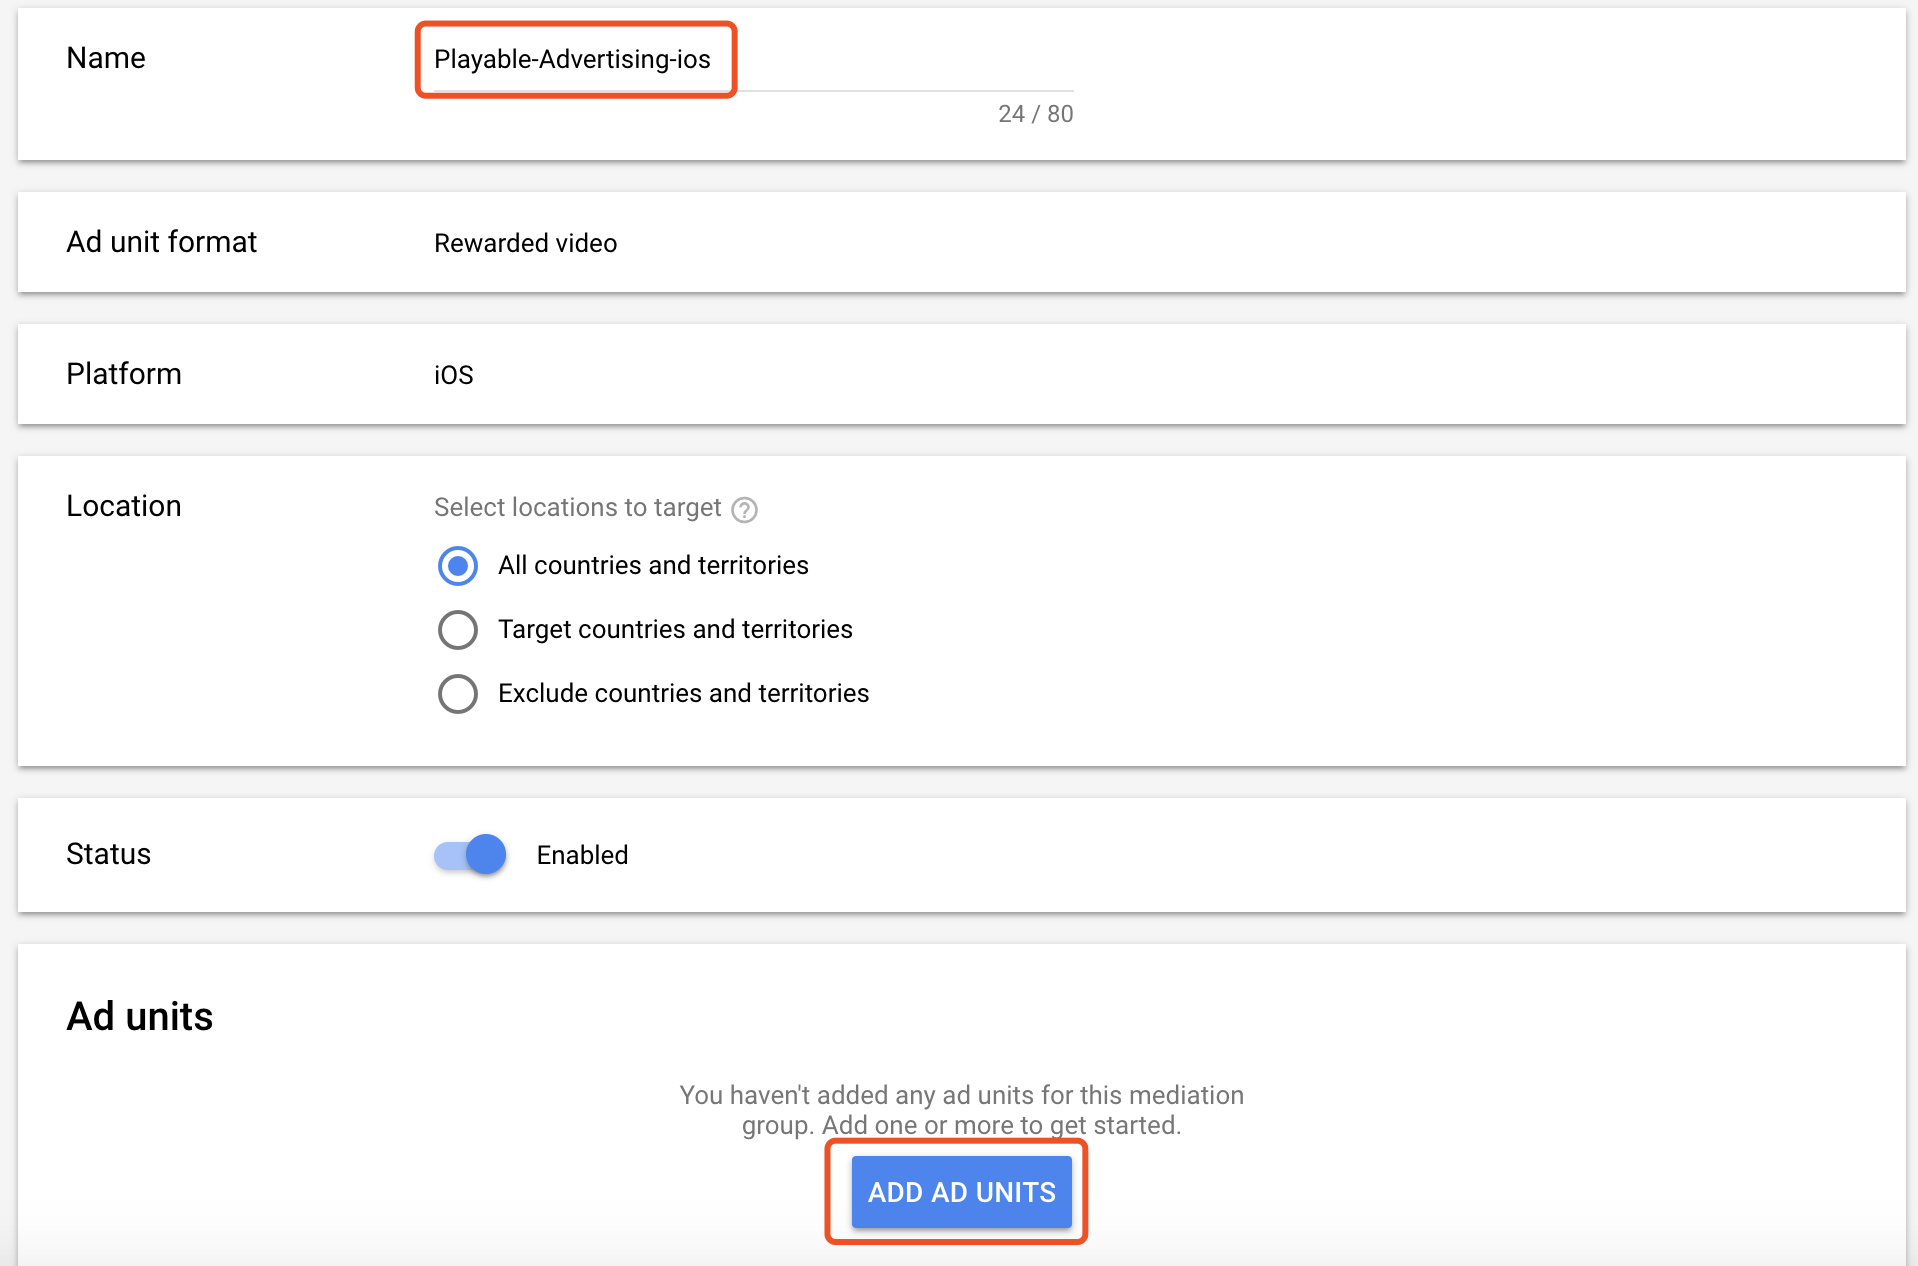 Name
Playable-Advertising-ios
24 / 80
Ad unit format
Rewarded video
Platform
iOS
Location
Select locations to target ?
All countries and territories
Target countries and territories
Exclude countries and territories
Status
Enabled
Ad units
You haven't added any ad units for this mediation
group. Add one or more to get started.
ADD AD UNITS